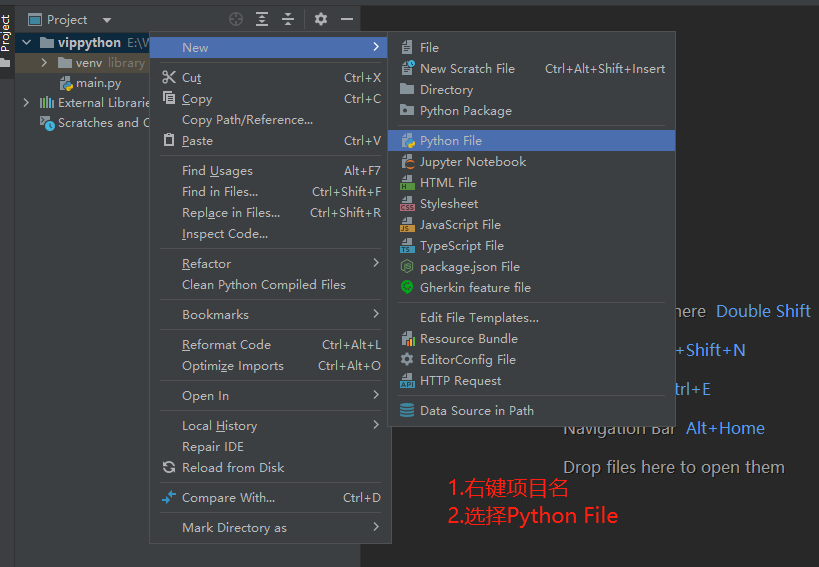 Project
Project
vippython E:\
venv library
main.py
External Librarie
Scratches and C
New
Cut Ctrl+X
Copy Ctrl+C
Copy Path/Reference...
Paste Ctrl+V
Find Usages Alt+F7
Find in Files... Ctrl+Shift+F
Replace in Files... Ctrl+Shift+R
Inspect Code...
Refactor
Clean Python Compiled Files
Bookmarks
Reformat Code Ctrl+Alt+L
Optimize Imports Ctrl+Alt+O
Open In
Local History
Repair IDE
Reload from Disk
Compare With... Ctrl+D
Mark Directory as
File
New Scratch File Ctrl+Alt+Shift+Insert
Directory
Python Package
Python File
Jupyter Notebook
HTML File
Stylesheet
JavaScript File
TypeScript File
package.json File
Gherkin feature file
Edit File Templates...
Resource Bundle
EditorConfig File
HTTP Request
Data Source in Path
here Double Shift
+Shift+N
trl+E
Navigation Bar Alt+Home
Drop files here to open them
1.右键项目名
2.选择Python File